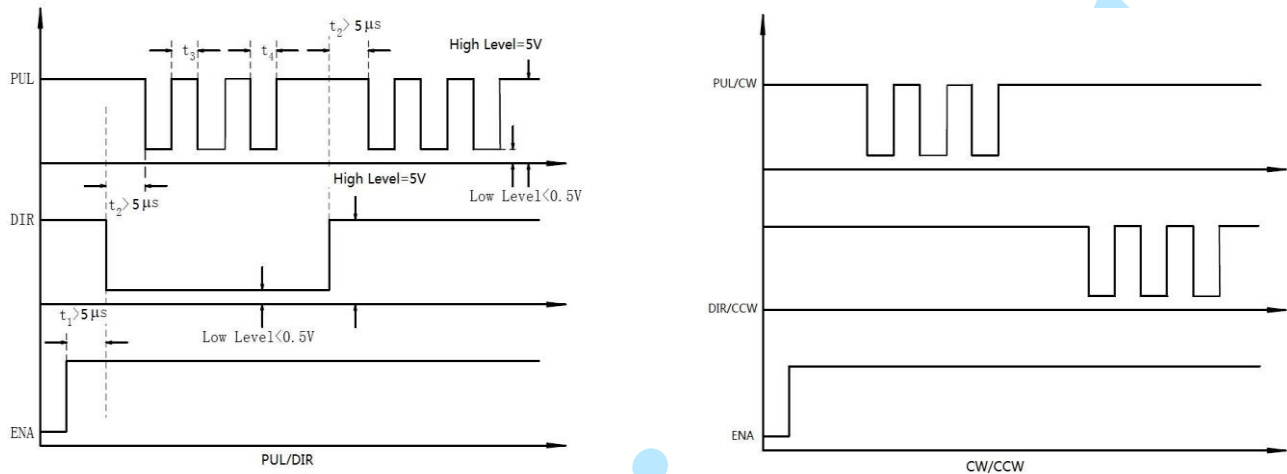 t₂>5μs
t₃
t₄
High Level=5V
PUL
High Level=5V
Low Level<0.5V
t₂>5μs
DIR
t₁>5μs
Low Level<0.5V
ENA
PUL/DIR
PUL/CW
DIR/CCW
ENA
CW/CCW